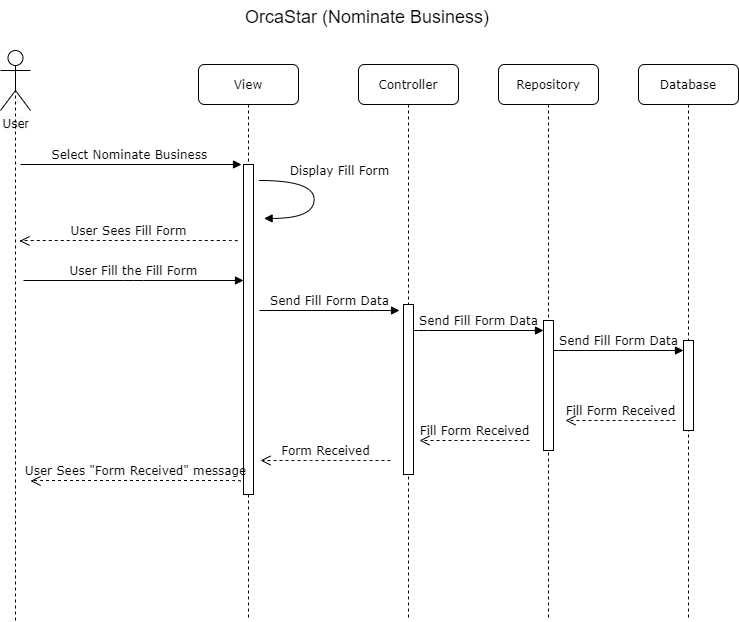 OrcaStar (Nominate Business)
View
Controller
Repository
Database
User
Select Nominate Business
Display Fill Form
User Sees Fill Form
User Fill the Fill Form
Send Fill Form Data
Send Fill Form Data
Send Fill Form Data
Fill Form Received
Fill Form Received
Form Received
User Sees "Form Received" message